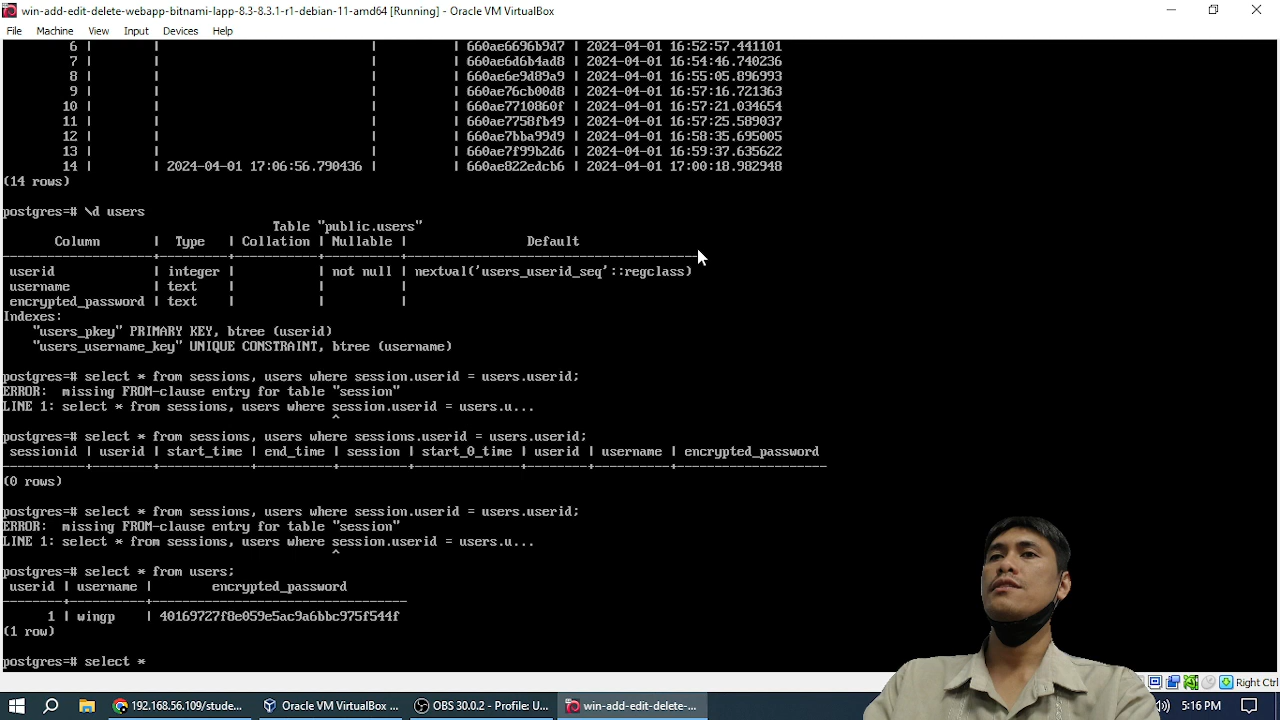 win-add-edit-delete-webapp-bitnami-lapp-8.3-8.3.1-r1-debian-11-amd64 [Running] - Oracle VM VirtualBox
File Machine View Input Devices Help
6 | | | | 660ae6696b9d7 | 2024-04-01 16:52:57.441101
7 | | | | 660ae6d6b4ad8 | 2024-04-01 16:54:46.740236
8 | | | | 660ae6e9d89a9 | 2024-04-01 16:55:05.896993
9 | | | | 660ae76cb00d8 | 2024-04-01 16:57:16.721363
10 | | | | 660ae7710860f | 2024-04-01 16:57:21.034654
11 | | | | 660ae7758fb49 | 2024-04-01 16:57:25.589037
12 | | | | 660ae7bba99d9 | 2024-04-01 16:58:35.695005
13 | | | | 660ae7f99b2d6 | 2024-04-01 16:59:37.635622
14 | | 2024-04-01 17:06:56.790436 | | 660ae822edcb6 | 2024-04-01 17:00:18.982948
(14 rows)
postgres=# \d users
Table "public.users"
Column | Type | Collation | Nullable | Default
userid | integer | | not null | nextval('users_userid_seq'::regclass)
username | text | | |
encrypted_password | text | | |
Indexes:
"users_pkey" PRIMARY KEY, btree (userid)
"users_username_key" UNIQUE CONSTRAINT, btree (username)
postgres=# select * from sessions, users where session.userid = users.userid;
ERROR: missing FROM-clause entry for table "session"
LINE 1: select * from sessions, users where session.userid = users.u...
^
postgres=# select * from sessions, users where sessions.userid = users.userid;
sessionid | userid | start_time | end_time | session | start_0_time | userid | username | encrypted_password
(0 rows)
postgres=# select * from sessions, users where session.userid = users.userid;
ERROR: missing FROM-clause entry for table "session"
LINE 1: select * from sessions, users where session.userid = users.u...
^
postgres=# select * from users;
userid | username | encrypted_password
1 | wingp | 40169727f8e059e5ac9a6bbc975f544f
(1 row)
postgres=# select *
Right Ctrl
192.168.56.109/stude... Oracle VM VirtualBox ... OBS 30.0.2 - Profile: U... win-add-edit-delete-... 5:16 PM